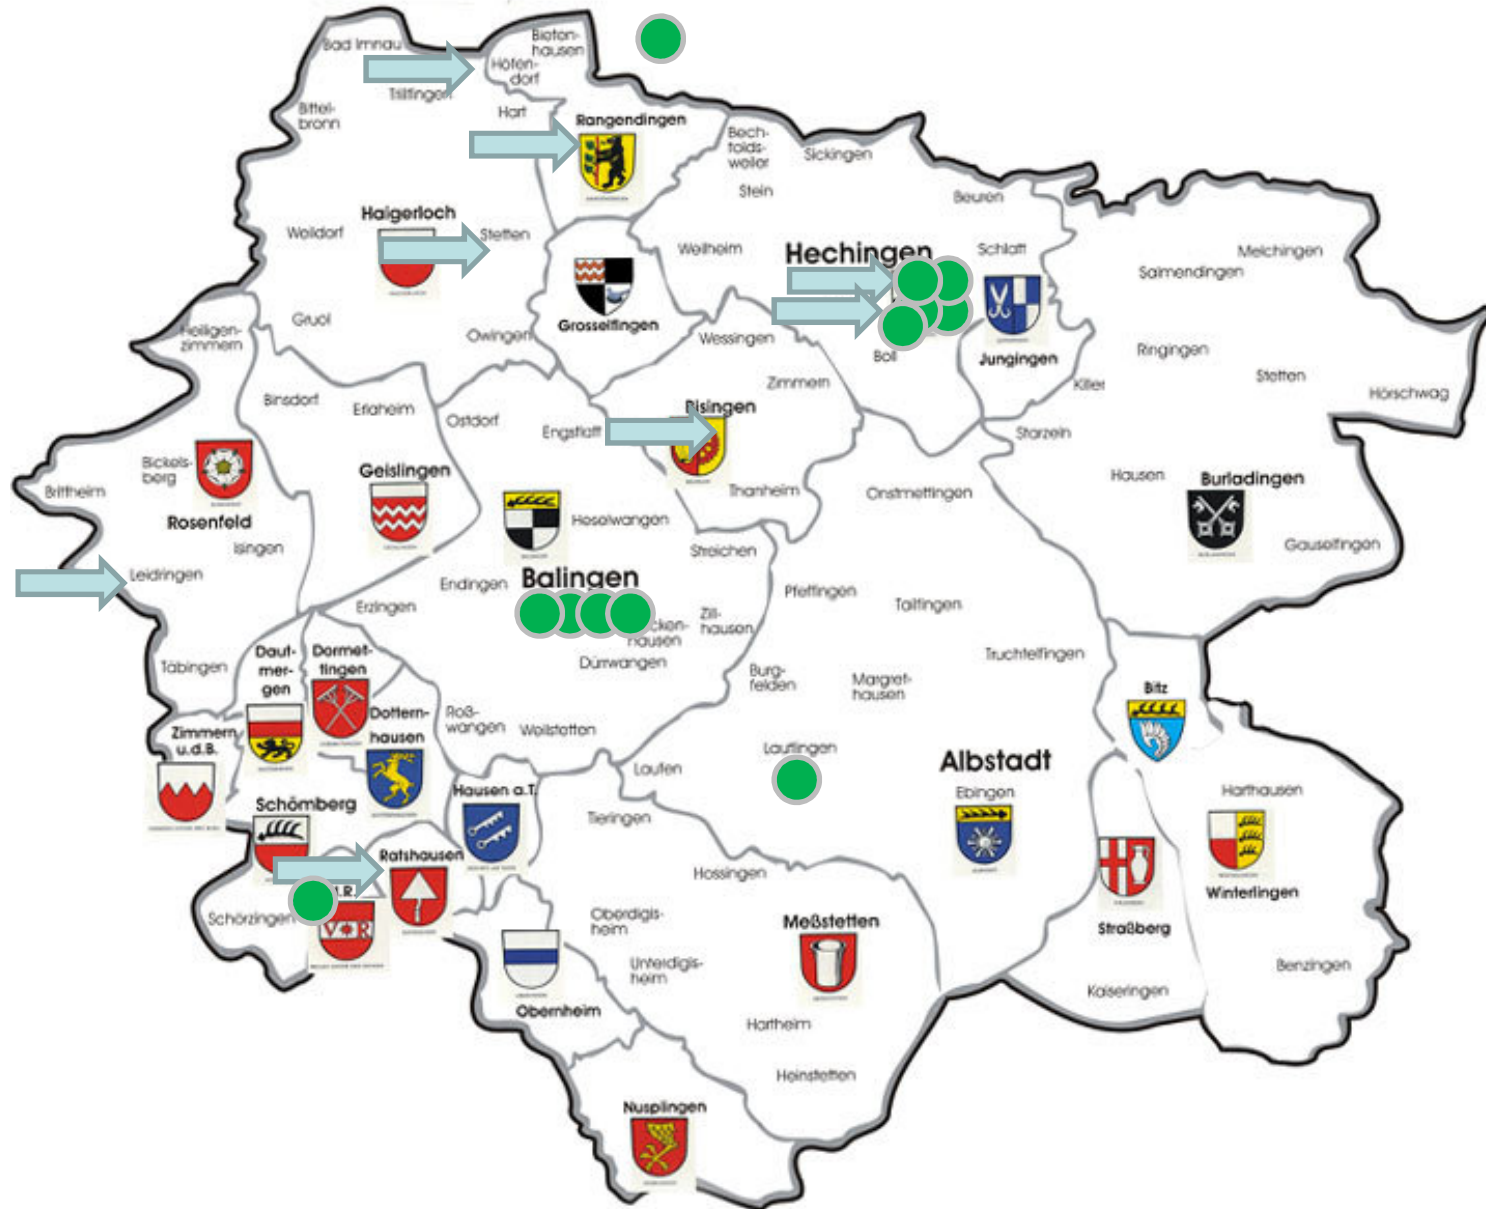 Bad Imnau
Bieten-
hausen
Höfen-
dorf
Trillfingen
Bittel-
bronn
Hart
Rangendingen
Bech-
tolds-
weiler
Sickingen
Stein
Beuren
Haigerloch
Weildorf
Stetten
Weilheim
Hechingen
Schlatt
Melchingen
Salmendingen
Gruol
Owingen
Grosselfingen
Wessingen
Boll
Jungingen
Ringingen
Heiligen-
zimmern
Zimmern
Killer
Stetten
Hörschwag
Binsdorf
Erlaheim
Ostdorf
Engstlatt
Bisingen
Starzeln
Bickels-
berg
Brittheim
Geislingen
Thanheim
Onstmettingen
Hausen
Burladingen
Rosenfeld
Isingen
Heselwangen
Streichen
Gauselfingen
Leidringen
Endingen
Balingen
Pfeffingen
Tailfingen
Erzingen
Zill-
hausen
cken-
hausen
Dürrwangen
Täbingen
Daut-
mer-
gen
Dormet-
tingen
Burg-
felden
Margret-
hausen
Truchtelfingen
Bitz
Dottern-
hausen
Roß-
wangen
Weilstetten
Zimmern
u.d.B.
Lautlingen
Laufen
Albstadt
Ebingen
Harthausen
Schömberg
Hausen a.T.
Tieringen
Ratshausen
Hossingen
Winterlingen
.R.
V R
Schörzingen
Oberdigis-
heim
Meßstetten
Straßberg
Unterdigis-
heim
Benzingen
Kaiseringen
Obernheim
Hartheim
Heinstetten
Nusplingen